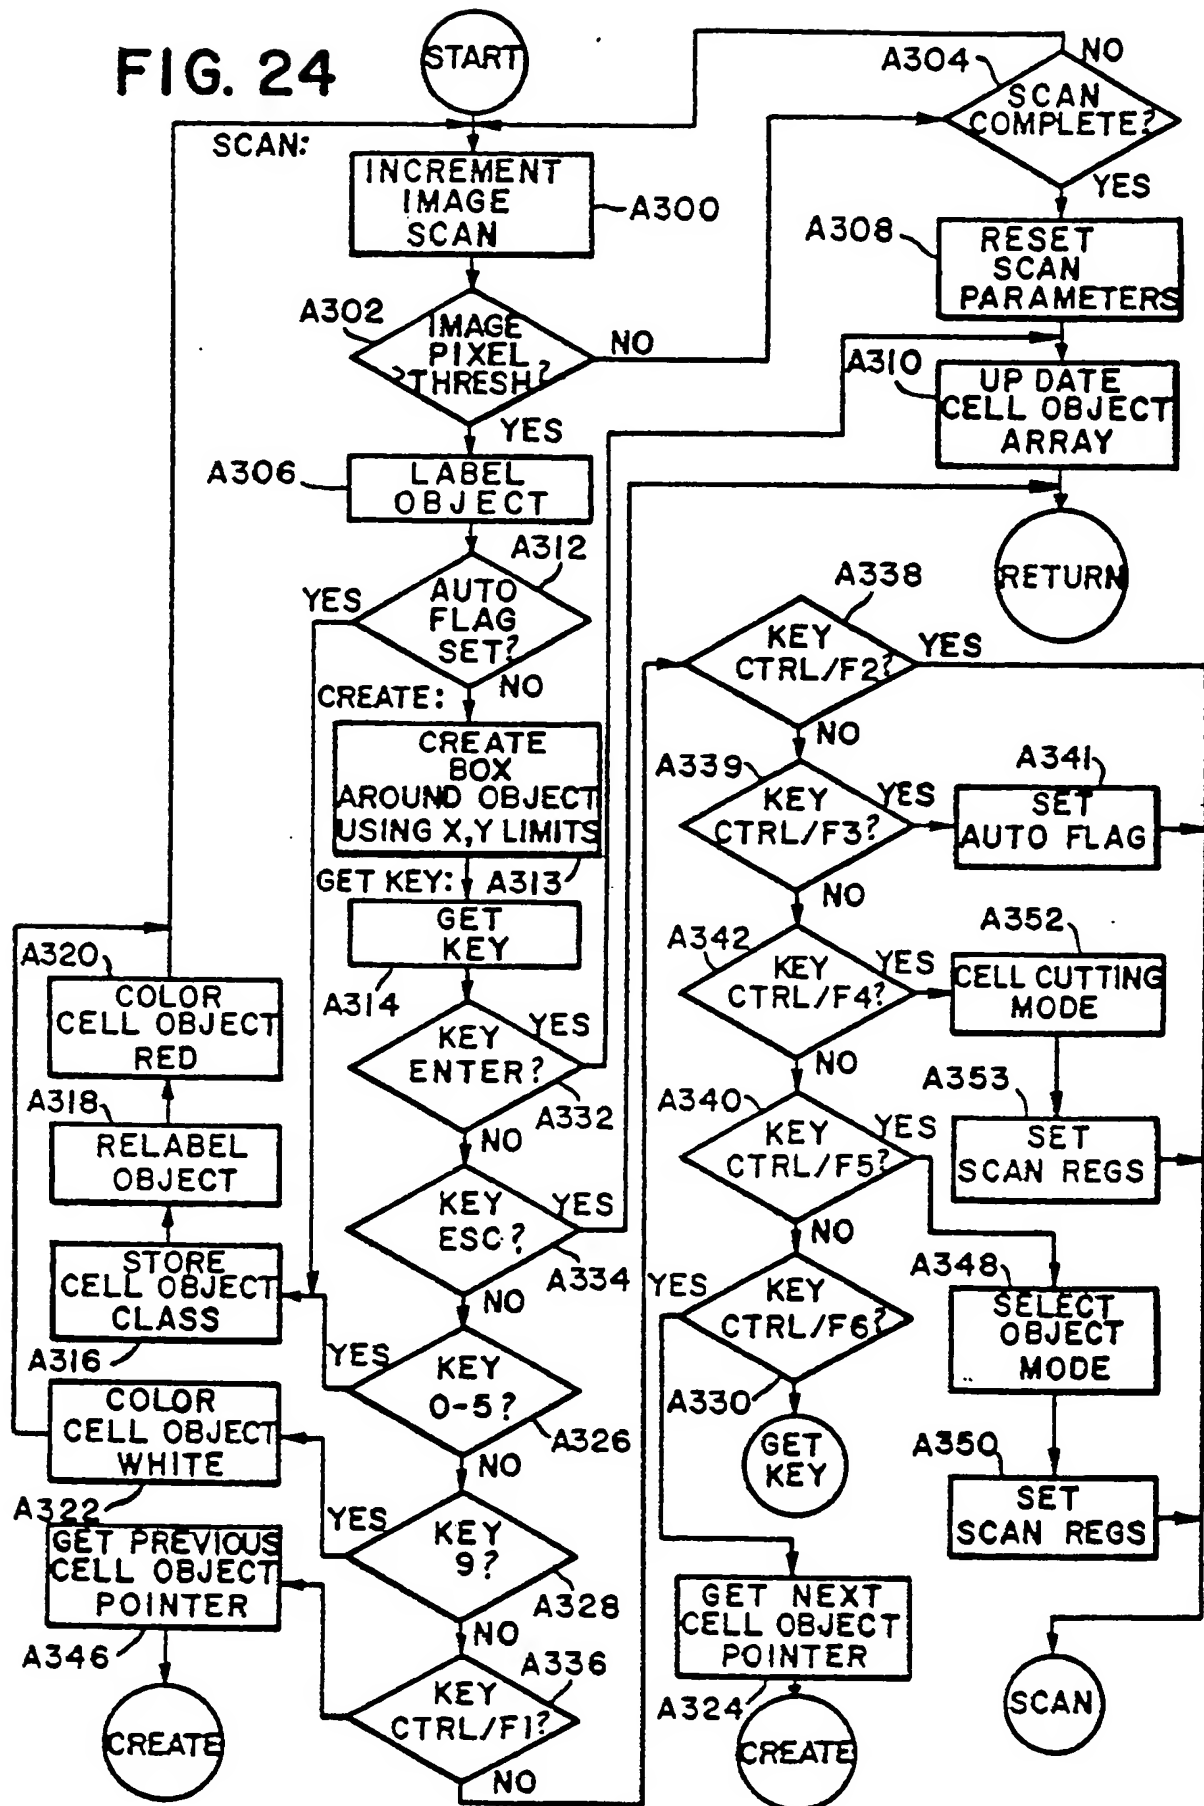 FIG. 24
START
SCAN:
INCREMENT
IMAGE
SCAN
A300
A302
IMAGE
PIXEL
>THRESH?
NO
YES
A304
NO
SCAN
COMPLETE?
YES
A308
RESET
SCAN
PARAMETERS
A310
UPDATE
CELL OBJECT
ARRAY
RETURN
A306
LABEL
OBJECT
A312
YES
AUTO
FLAG
SET?
NO
CREATE:
CREATE
BOX
AROUND OBJECT
USING X,Y LIMITS
GET KEY:
A313
GET
KEY
A314
KEY
ENTER?
YES
A332
NO
KEY
ESC?
YES
A334
NO
YES
KEY
0-5?
A326
NO
YES
KEY
9?
A328
NO
A336
KEY
CTRL/F1?
NO
A320
COLOR
CELL OBJECT
RED
A318
RELABEL
OBJECT
STORE
CELL OBJECT
CLASS
A316
COLOR
CELL OBJECT
WHITE
A322
GET PREVIOUS
CELL OBJECT
POINTER
A346
CREATE
A338
KEY
CTRL/F2?
YES
NO
A339
KEY
CTRL/F3?
YES
NO
A341
SET
AUTO FLAG
A342
KEY
CTRL/F4?
YES
NO
A352
CELL CUTTING
MODE
A353
SET
SCAN REGS
A340
KEY
CTRL/F5?
YES
NO
A348
SELECT
OBJECT
MODE
A350
SET
SCAN REGS
SCAN
YES
KEY
CTRL/F6?
A330
GET
KEY
GET NEXT
CELL OBJECT
POINTER
A324
CREATE